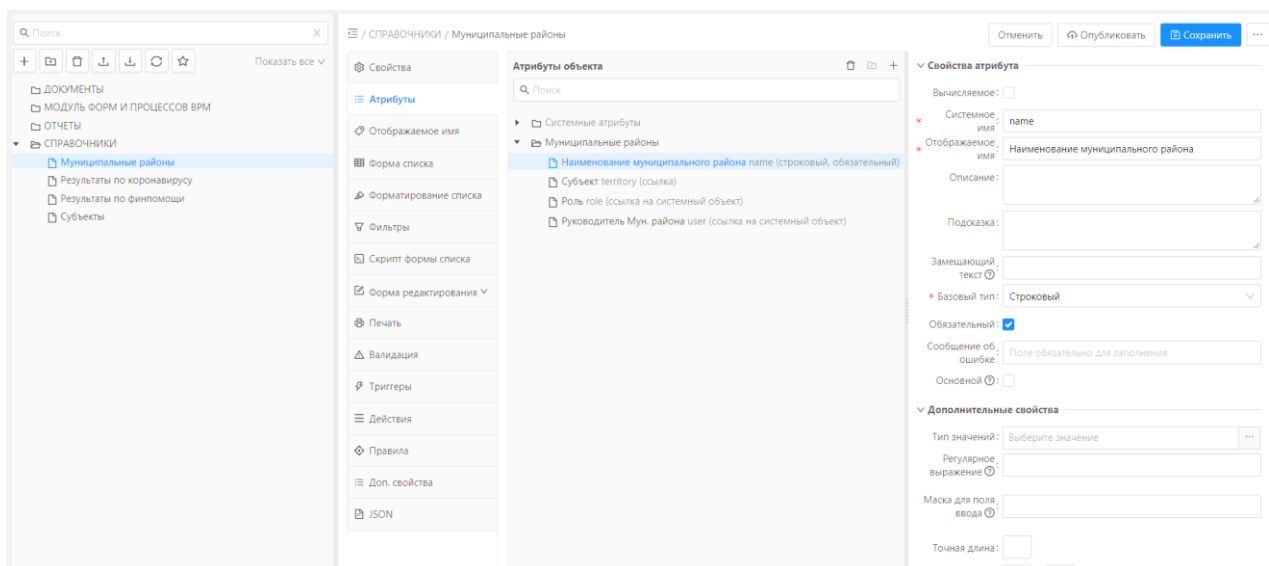 Поиск
Показать все
ДОКУМЕНТЫ
МОДУЛЬ ФОРМ И ПРОЦЕССОВ BPM
ОТЧЕТЫ
СПРАВОЧНИКИ
Муниципальные районы
Результаты по коронавирусу
Результаты по финпомощи
Субъекты
/ СПРАВОЧНИКИ / Муниципальные районы
Отменить
Опубликовать
Сохранить
Свойства
Атрибуты
Отображаемое имя
Форма списка
Форматирование списка
Фильтры
Скрипт формы списка
Форма редактирования
Печать
Валидация
Триггеры
Действия
Правила
Доп. свойства
JSON
Атрибуты объекта
Поиск
Системные атрибуты
Муниципальные районы
Наименование муниципального района name (строковый, обязательный)
Субъект territory (ссылка)
Роль role (ссылка на системный объект)
Руководитель Мун. района user (ссылка на системный объект)
Свойства атрибута
Вычисляемое:
* Системное имя: name
* Отображаемое имя: Наименование муниципального района
Описание:
Подсказка:
Замещающий текст:
* Базовый тип: Строковый
Обязательный:
Сообщение об ошибке: Поле обязательно для заполнения
Основной:
Дополнительные свойства
Тип значений: Выберите значение
Регулярное выражение:
Маска для поля ввода:
Точная длина: